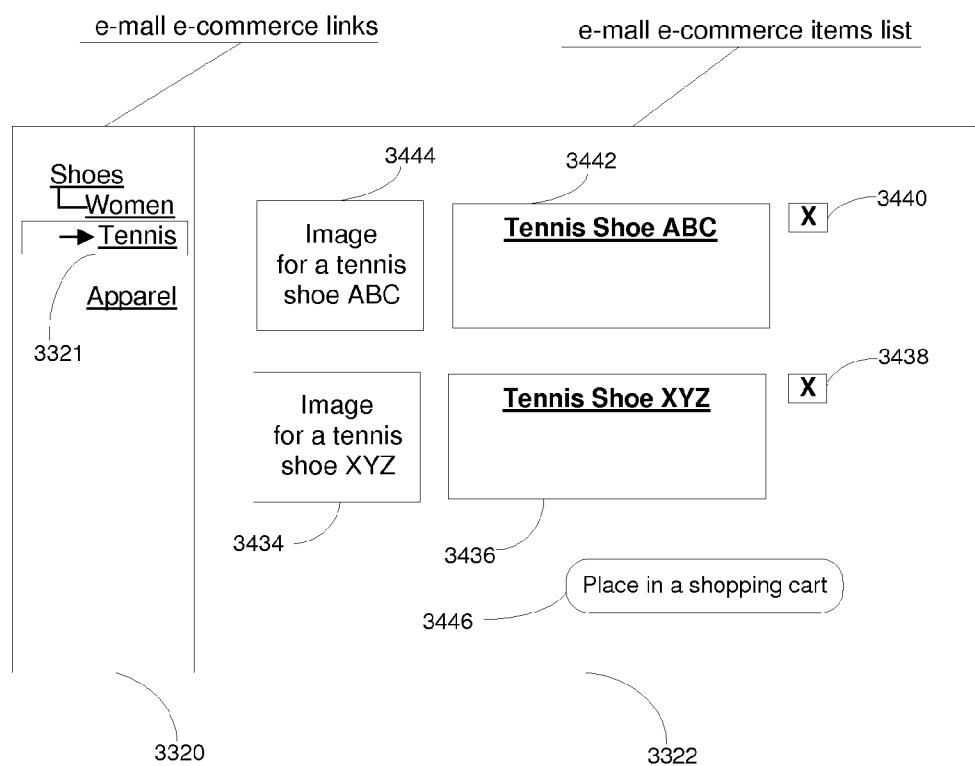 e-mall e-commerce links
e-mall e-commerce items list
3444
3442
3440
Shoes
Women
Tennis
Apparel
3321
Image
for a tennis
shoe ABC
Tennis Shoe ABC
X
3438
Image
for a tennis
shoe XYZ
Tennis Shoe XYZ
X
3434
3436
Place in a shopping cart
3446
3320
3322